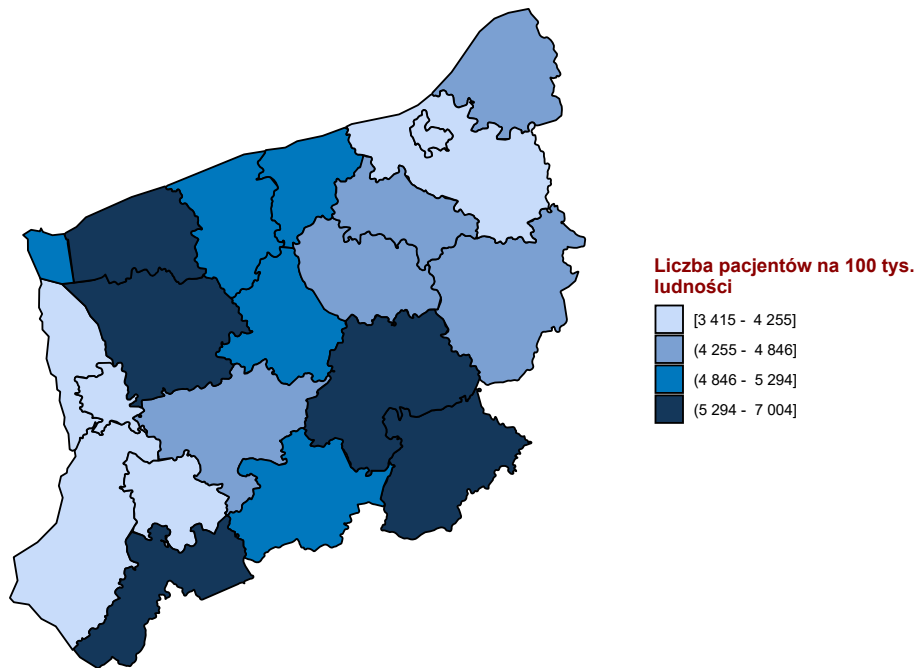 Liczba pacjentów na 100 tys.
ludności
[3 415 - 4 255]
(4 255 - 4 846]
(4 846 - 5 294]
(5 294 - 7 004]